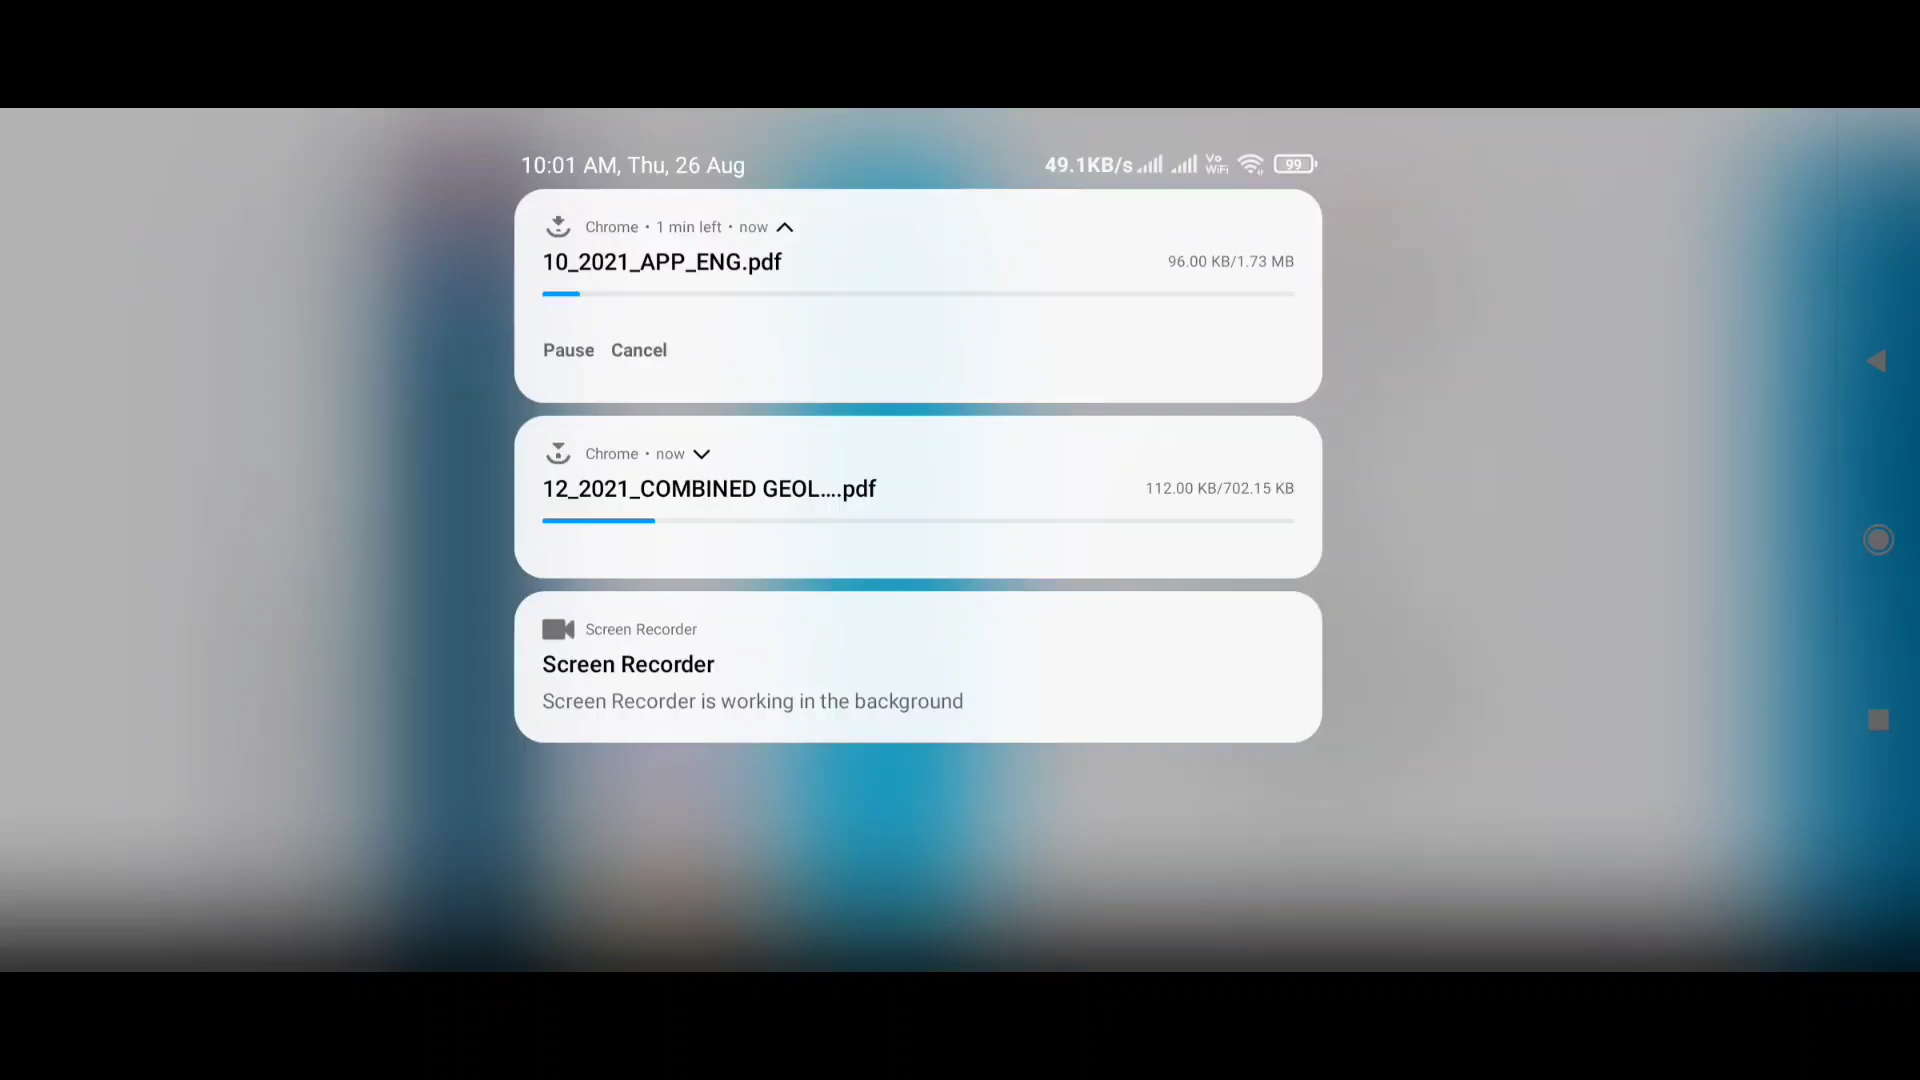 10:01 AM, Thu, 26 Aug 49.1KB/s Vo WiFi 99
Chrome • 1 min left • now
10_2021_APP_ENG.pdf 96.00 KB/1.73 MB
Pause Cancel
Chrome • now
12_2021_COMBINED GEOL....pdf 112.00 KB/702.15 KB
Screen Recorder
Screen Recorder
Screen Recorder is working in the background